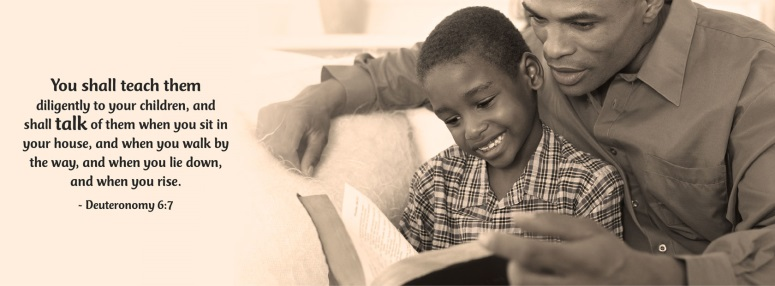 You shall teach them
diligently to your children, and
shall talk of them when you sit in
your house, and when you walk by
the way, and when you lie down,
and when you rise.
- Deuteronomy 6:7